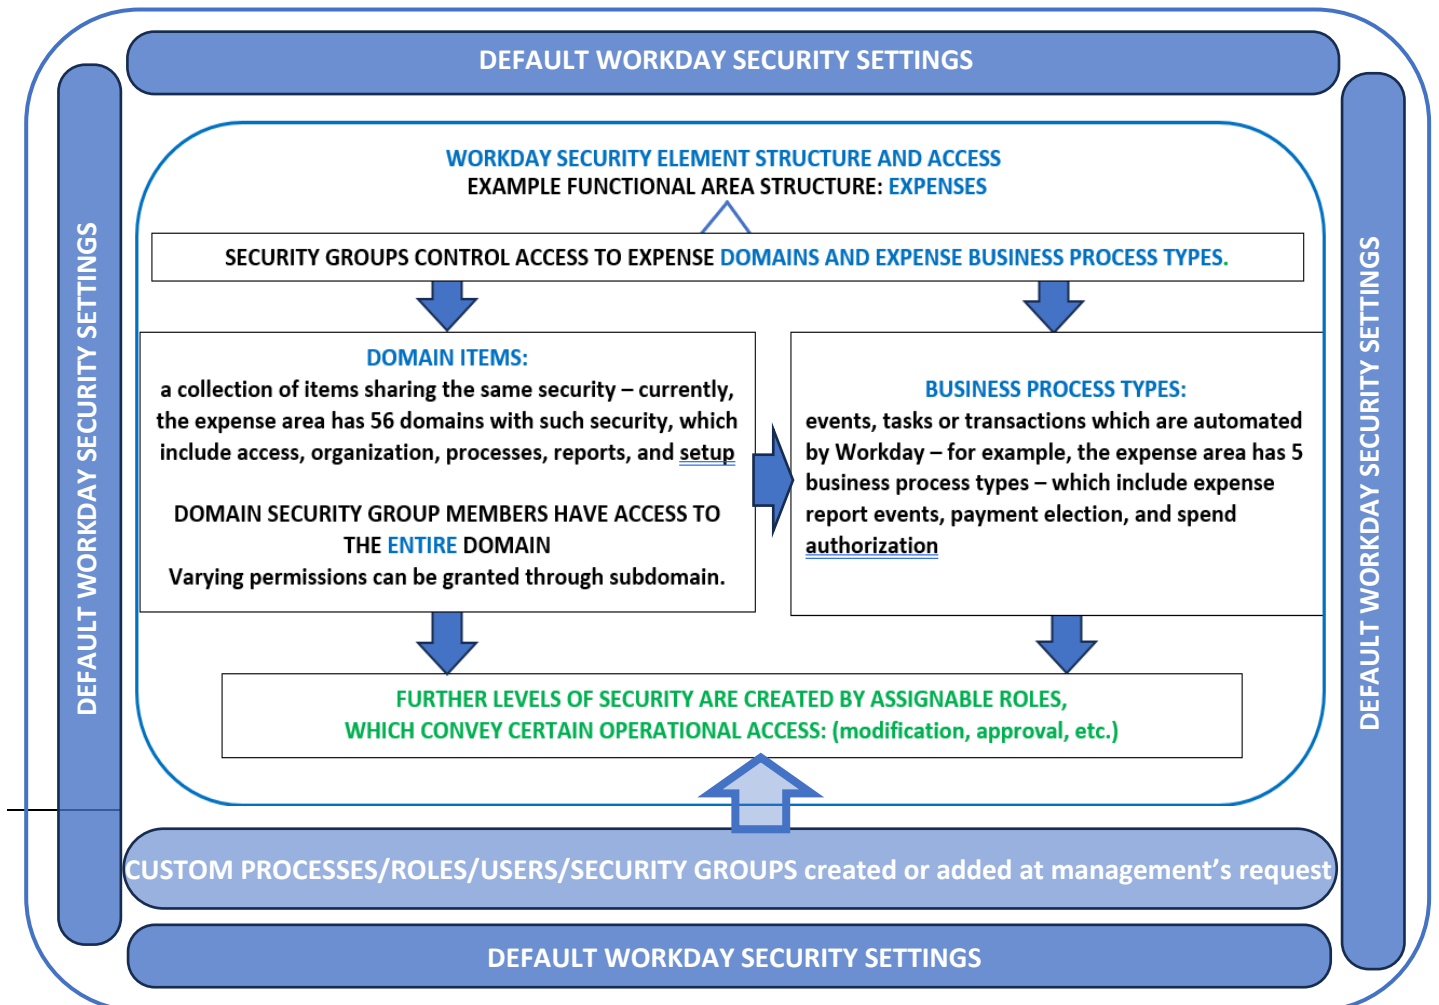 DEFAULT WORKDAY SECURITY SETTINGS
DEFAULT WORKDAY SECURITY SETTINGS
WORKDAY SECURITY ELEMENT STRUCTURE AND ACCESS
EXAMPLE FUNCTIONAL AREA STRUCTURE: EXPENSES
SECURITY GROUPS CONTROL ACCESS TO EXPENSE DOMAINS AND EXPENSE BUSINESS PROCESS TYPES.
DOMAIN ITEMS:
a collection of items sharing the same security – currently,
the expense area has 56 domains with such security, which
include access, organization, processes, reports, and setup
DOMAIN SECURITY GROUP MEMBERS HAVE ACCESS TO
THE ENTIRE DOMAIN
Varying permissions can be granted through subdomain.
BUSINESS PROCESS TYPES:
events, tasks or transactions which are automated
by Workday – for example, the expense area has 5
business process types – which include expense
report events, payment election, and spend
authorization
FURTHER LEVELS OF SECURITY ARE CREATED BY ASSIGNABLE ROLES,
WHICH CONVEY CERTAIN OPERATIONAL ACCESS: (modification, approval, etc.)
DEFAULT WORKDAY SECURITY SETTINGS
CUSTOM PROCESSES/ROLES/USERS/SECURITY GROUPS created or added at management’s request
DEFAULT WORKDAY SECURITY SETTINGS